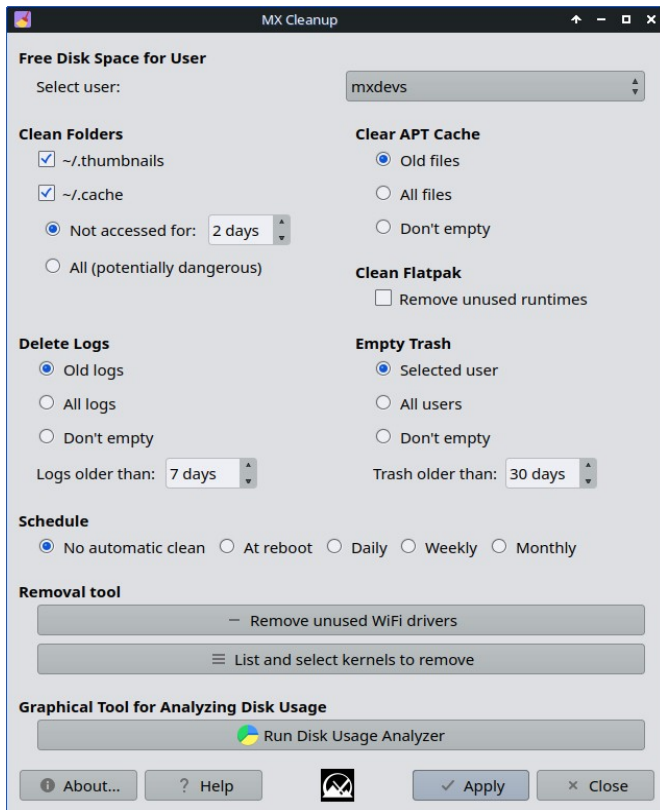 MX Cleanup
Free Disk Space for User
Select user:
mxdevs
Clean Folders
~/.thumbnails
~/.cache
Not accessed for: 2 days
All (potentially dangerous)
Clear APT Cache
Old files
All files
Don't empty
Clean Flatpak
Remove unused runtimes
Delete Logs
Old logs
All logs
Don't empty
Logs older than: 7 days
Empty Trash
Selected user
All users
Don't empty
Trash older than: 30 days
Schedule
No automatic clean At reboot Daily Weekly Monthly
Removal tool
Remove unused WiFi drivers
List and select kernels to remove
Graphical Tool for Analyzing Disk Usage
Run Disk Usage Analyzer
About... Help Apply Close